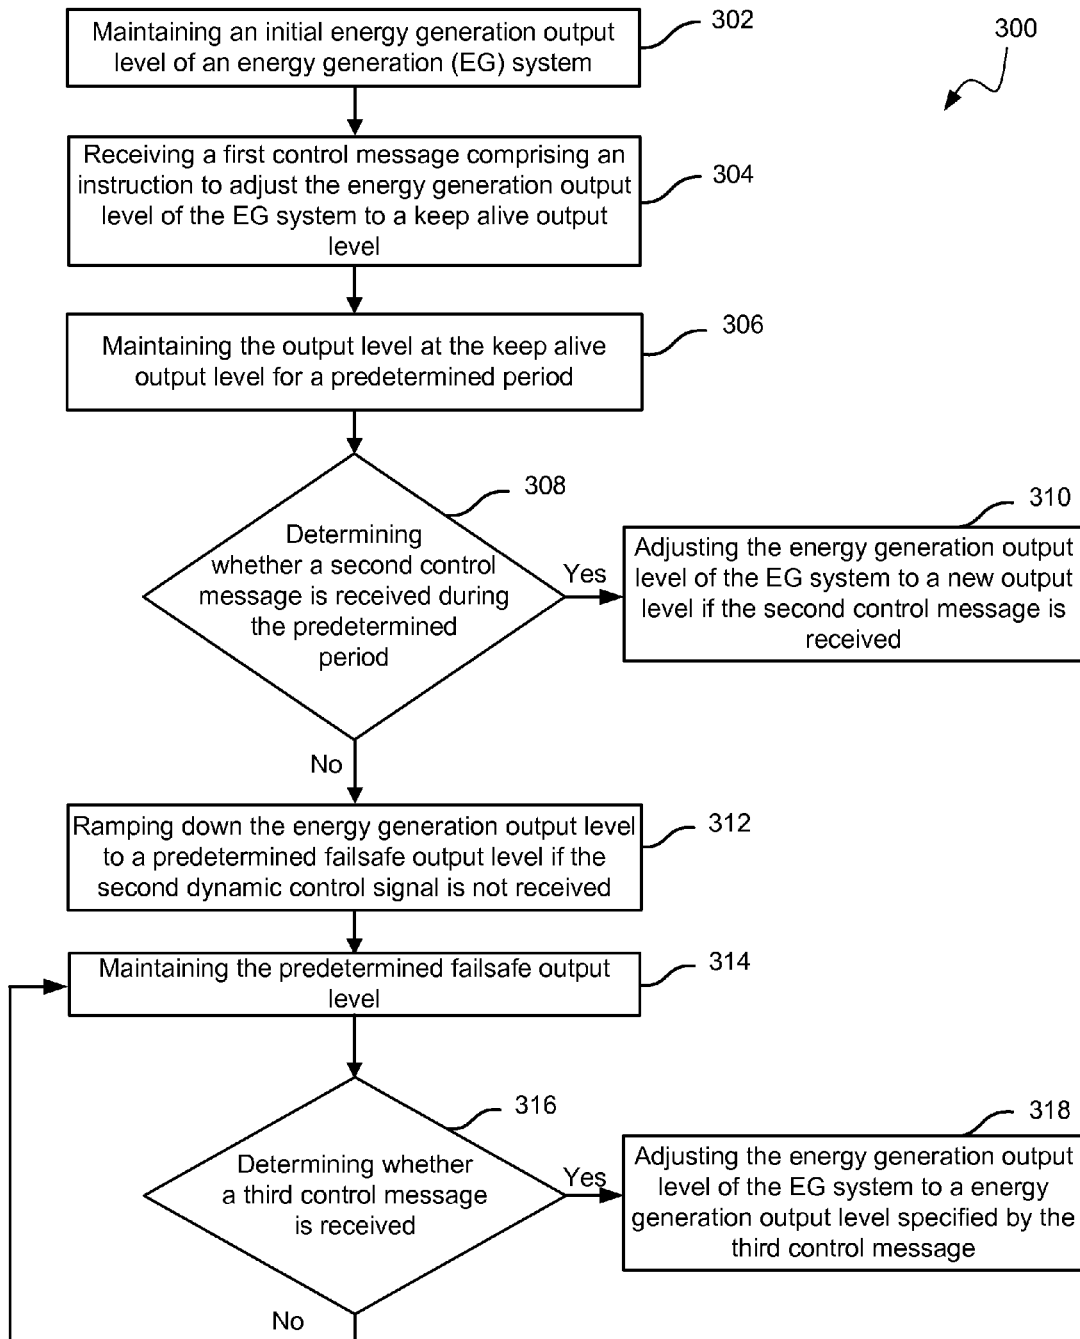 Maintaining an initial energy generation output
level of an energy generation (EG) system
302
300
Receiving a first control message comprising an
instruction to adjust the energy generation output
level of the EG system to a keep alive output
level
304
Maintaining the output level at the keep alive
output level for a predetermined period
306
308
Determining
whether a second control
message is received during
the predetermined
period
Yes
310
Adjusting the energy generation output
level of the EG system to a new output
level if the second control message is
received
No
Ramping down the energy generation output level
to a predetermined failsafe output level if the
second dynamic control signal is not received
312
Maintaining the predetermined failsafe output
level
314
316
Determining whether
a third control message
is received
Yes
318
Adjusting the energy generation output
level of the EG system to a energy
generation output level specified by the
third control message
No